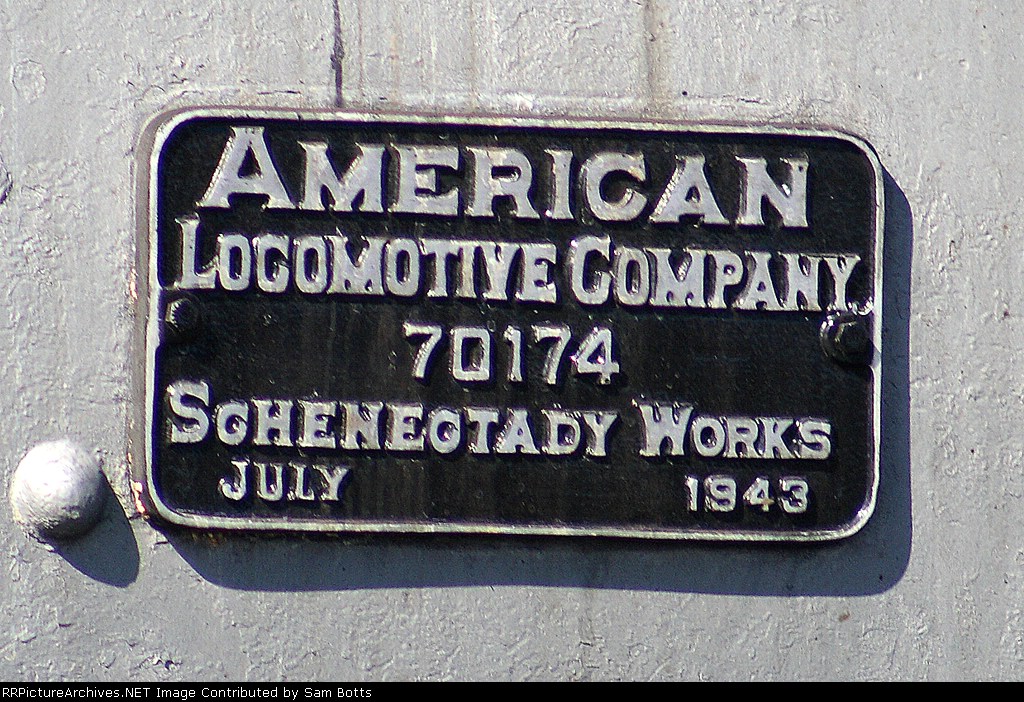 AMERICAN
LOCOMOTIVE COMPANY
70174
SCHENECTADY WORKS
JULY 1943
RRPictureArchives.NET Image Contributed by Sam Botts